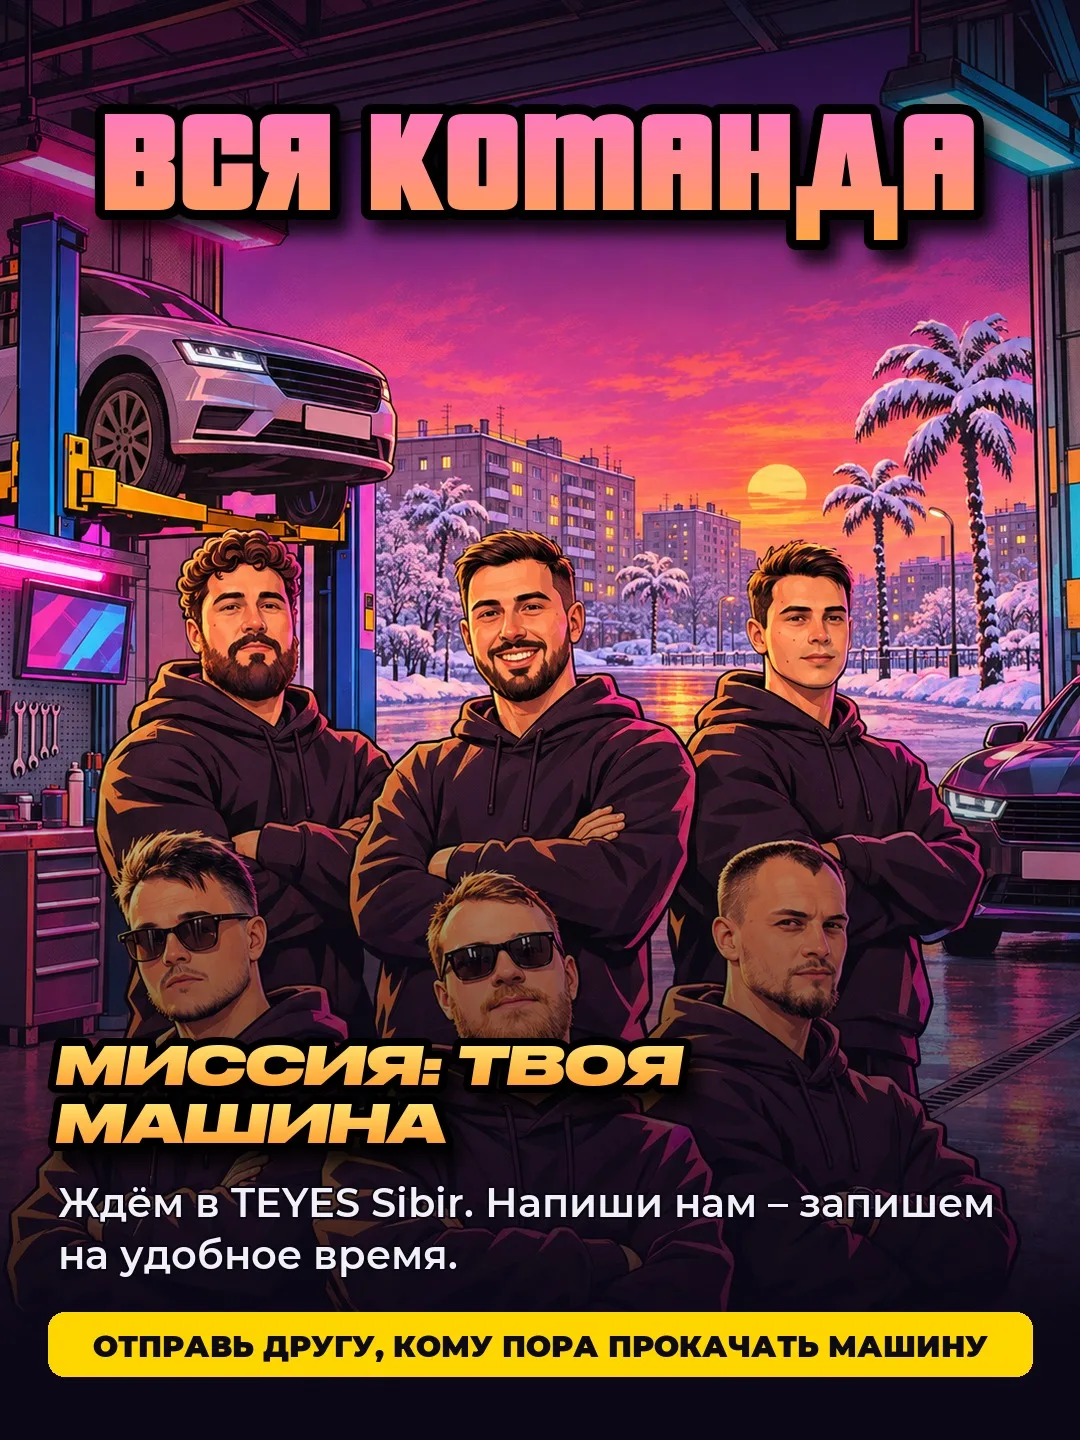 ВСЯ КОМАНДА
МИССИЯ: ТВОЯ
МАШИНА
Ждём в TEYES Sibir. Напиши нам – запишем
на удобное время.
ОТПРАВЬ ДРУГУ, КОМУ ПОРА ПРОКАЧАТЬ МАШИНУ